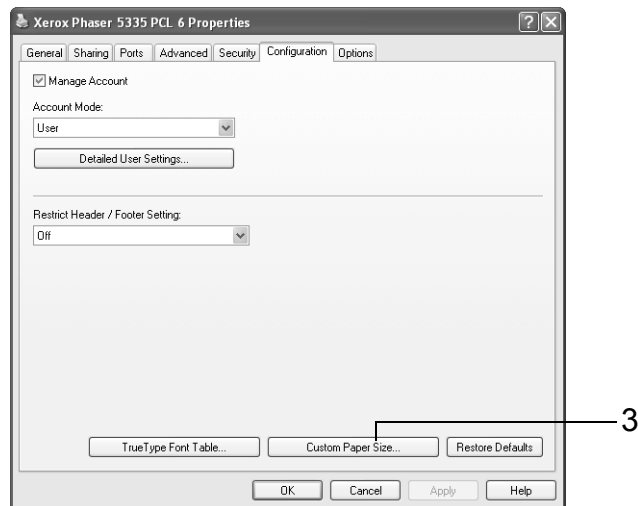 Xerox Phaser 5335 PCL 6 Properties
General Sharing Ports Advanced Security Configuration Options
Manage Account
Account Mode:
User
Detailed User Settings...
Restrict Header / Footer Setting:
Off
3
TrueType Font Table... Custom Paper Size... Restore Defaults
OK Cancel Apply Help